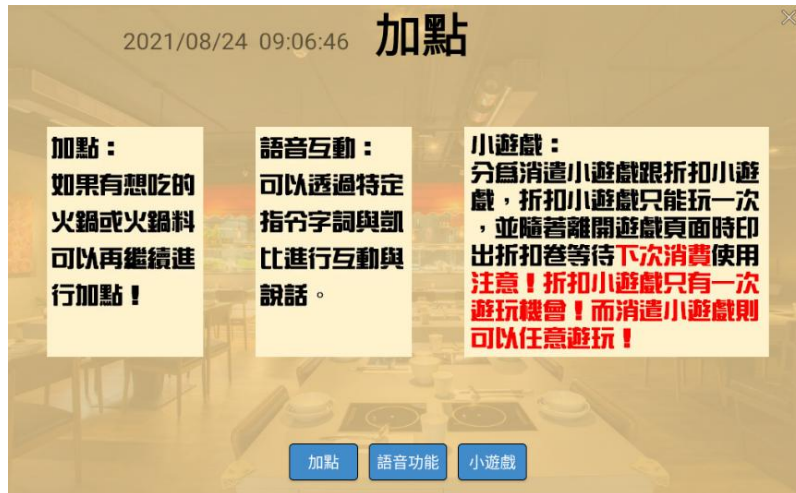 2021/08/24 09:06:46 加點
加點：
如果有想吃的
火鍋或火鍋料
可以再繼續進
行加點！
語音互動：
可以透過特定
指令字詞與凱
比進行互動與
說話。
小遊戲：
分爲消遣小遊戲跟折扣小遊
戲，折扣小遊戲只能玩一次
，並隨著離開遊戲頁面時印
出折扣卷等待下次消費使用
注意！折扣小遊戲只有一次
遊玩機會！而消遣小遊戲則
可以任意遊玩！
加點
語音功能
小遊戲